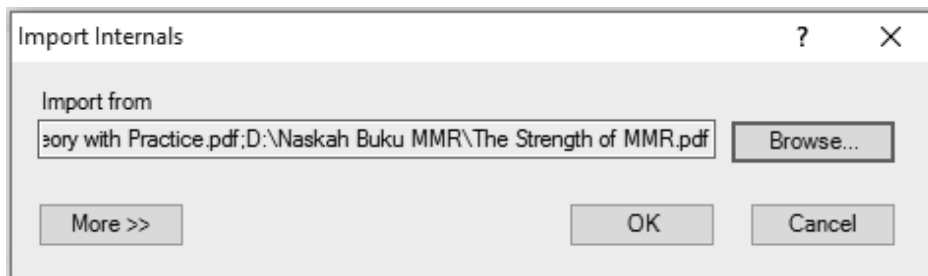 Import Internals ? ×
Import from
eory with Practice.pdf;D:\Naskah Buku MMR\The Strength of MMR.pdf Browse...
More >> OK Cancel